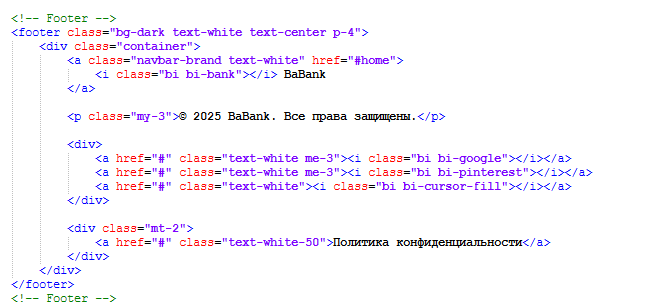 <!-- Footer -->
<footer class="bg-dark text-white text-center p-4">
<div class="container">
<a class="navbar-brand text-white" href="#home">
<i class="bi bi-bank"></i> BaBank
</a>
<p class="my-3">© 2025 BaBank. Все права защищены.</p>
<div>
<a href="#" class="text-white me-3"><i class="bi bi-google"></i></a>
<a href="#" class="text-white me-3"><i class="bi bi-pinterest"></i></a>
<a href="#" class="text-white"><i class="bi bi-cursor-fill"></i></a>
</div>
<div class="mt-2">
<a href="#" class="text-white-50">Политика конфиденциальности</a>
</div>
</div>
</footer>
<!-- Footer -->